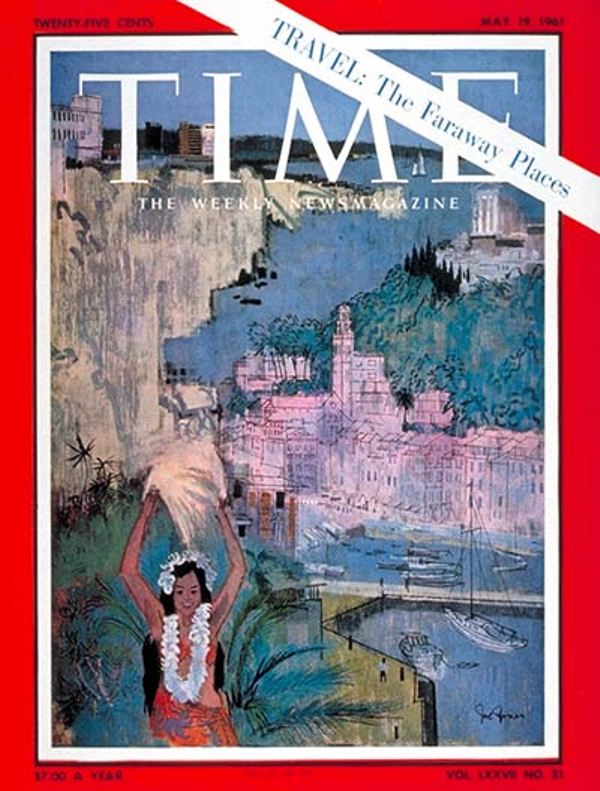 TWENTY-FIVE CENTS
MAY 19, 1961
TRAVEL: The Faraway Places
TIME
THE WEEKLY NEWSMAGAZINE
$7.00 A YEAR
VOL. LXXVII NO. 21